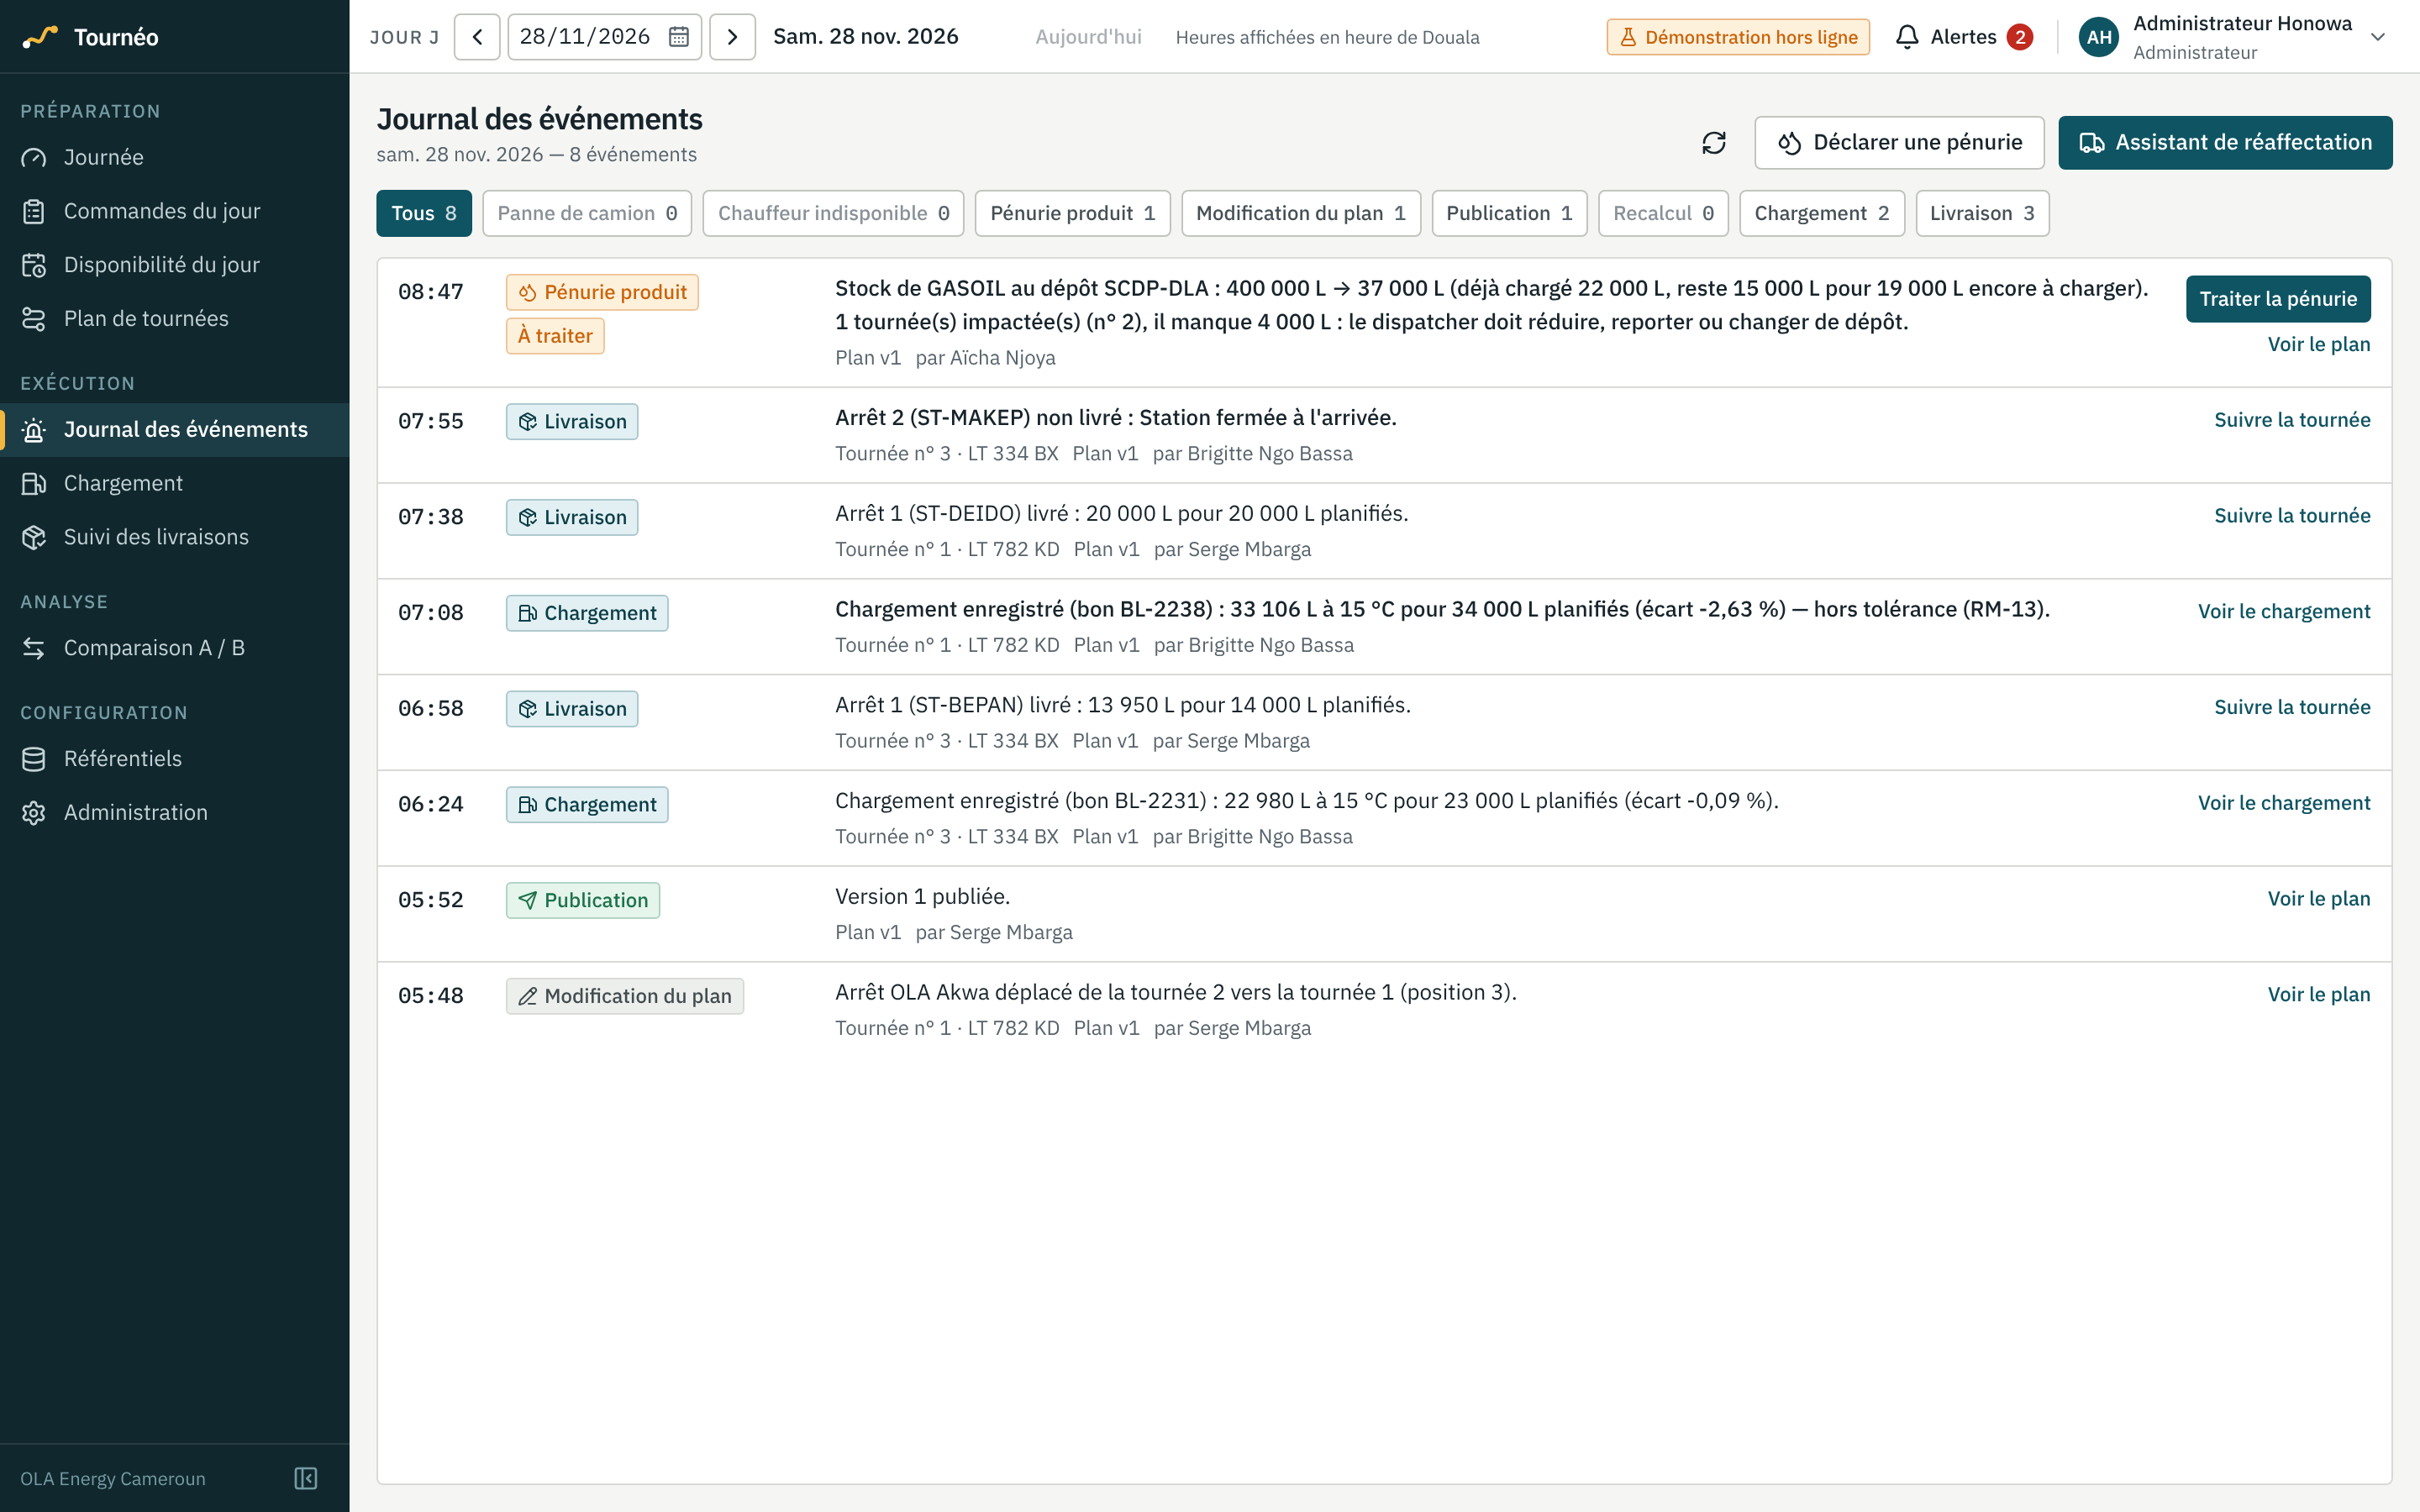 Tournéo
PRÉPARATION
Journée
Commandes du jour
Disponibilité du jour
Plan de tournées
EXÉCUTION
Journal des événements
Chargement
Suivi des livraisons
ANALYSE
Comparaison A / B
CONFIGURATION
Référentiels
Administration
OLA Energy Cameroun
JOUR J
28/11/2026
Sam. 28 nov. 2026
Aujourd'hui
Heures affichées en heure de Douala
Démonstration hors ligne
Alertes 2
AH
Administrateur Honowa
Administrateur
Journal des événements
sam. 28 nov. 2026 — 8 événements
Déclarer une pénurie
Assistant de réaffectation
Tous 8
Panne de camion 0
Chauffeur indisponible 0
Pénurie produit 1
Modification du plan 1
Publication 1
Recalcul 0
Chargement 2
Livraison 3
08:47
Pénurie produit
À traiter
Stock de GASOIL au dépôt SCDP-DLA : 400 000 L → 37 000 L (déjà chargé 22 000 L, reste 15 000 L pour 19 000 L encore à charger).
1 tournée(s) impactée(s) (n° 2), il manque 4 000 L : le dispatcher doit réduire, reporter ou changer de dépôt.
Plan v1 par Aïcha Njoya
Traiter la pénurie
Voir le plan
07:55
Livraison
Arrêt 2 (ST-MAKEP) non livré : Station fermée à l'arrivée.
Tournée n° 3 · LT 334 BX Plan v1 par Brigitte Ngo Bassa
Suivre la tournée
07:38
Livraison
Arrêt 1 (ST-DEIDO) livré : 20 000 L pour 20 000 L planifiés.
Tournée n° 1 · LT 782 KD Plan v1 par Serge Mbarga
Suivre la tournée
07:08
Chargement
Chargement enregistré (bon BL-2238) : 33 106 L à 15 °C pour 34 000 L planifiés (écart -2,63 %) — hors tolérance (RM-13).
Tournée n° 1 · LT 782 KD Plan v1 par Brigitte Ngo Bassa
Voir le chargement
06:58
Livraison
Arrêt 1 (ST-BEPAN) livré : 13 950 L pour 14 000 L planifiés.
Tournée n° 3 · LT 334 BX Plan v1 par Serge Mbarga
Suivre la tournée
06:24
Chargement
Chargement enregistré (bon BL-2231) : 22 980 L à 15 °C pour 23 000 L planifiés (écart -0,09 %).
Tournée n° 3 · LT 334 BX Plan v1 par Brigitte Ngo Bassa
Voir le chargement
05:52
Publication
Version 1 publiée.
Plan v1 par Serge Mbarga
Voir le plan
05:48
Modification du plan
Arrêt OLA Akwa déplacé de la tournée 2 vers la tournée 1 (position 3).
Tournée n° 1 · LT 782 KD Plan v1 par Serge Mbarga
Voir le plan